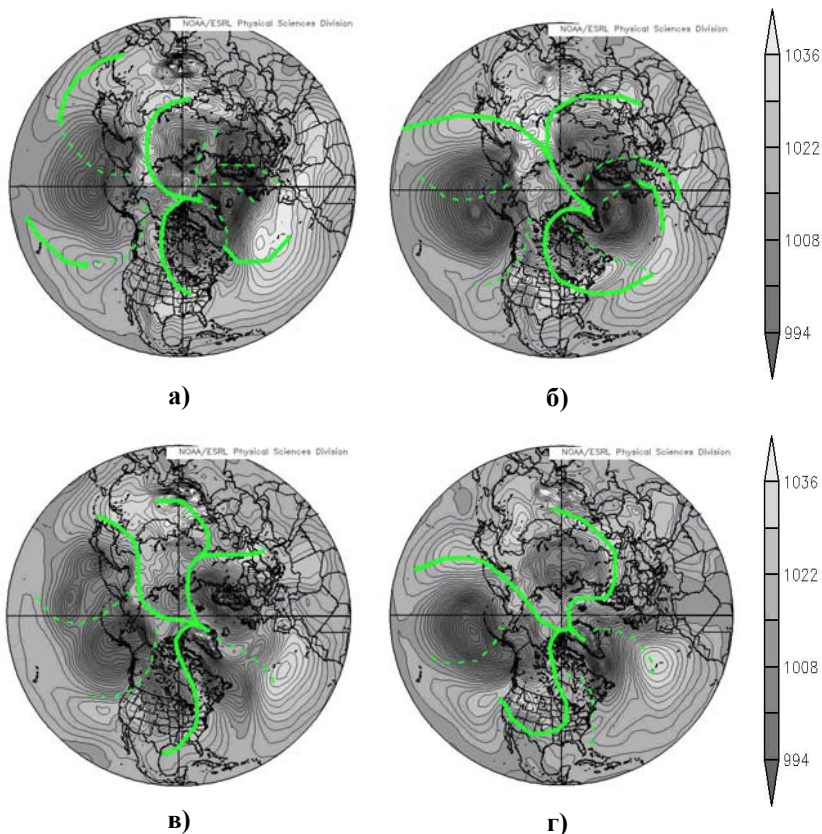 NOAA/ESRL Physical Sciences Division
NOAA/ESRL Physical Sciences Division
1036
1022
1008
994
а)
б)
NOAA/ESRL Physical Sciences Division
NOAA/ESRL Physical Sciences Division
1036
1022
1008
994
в)
г)